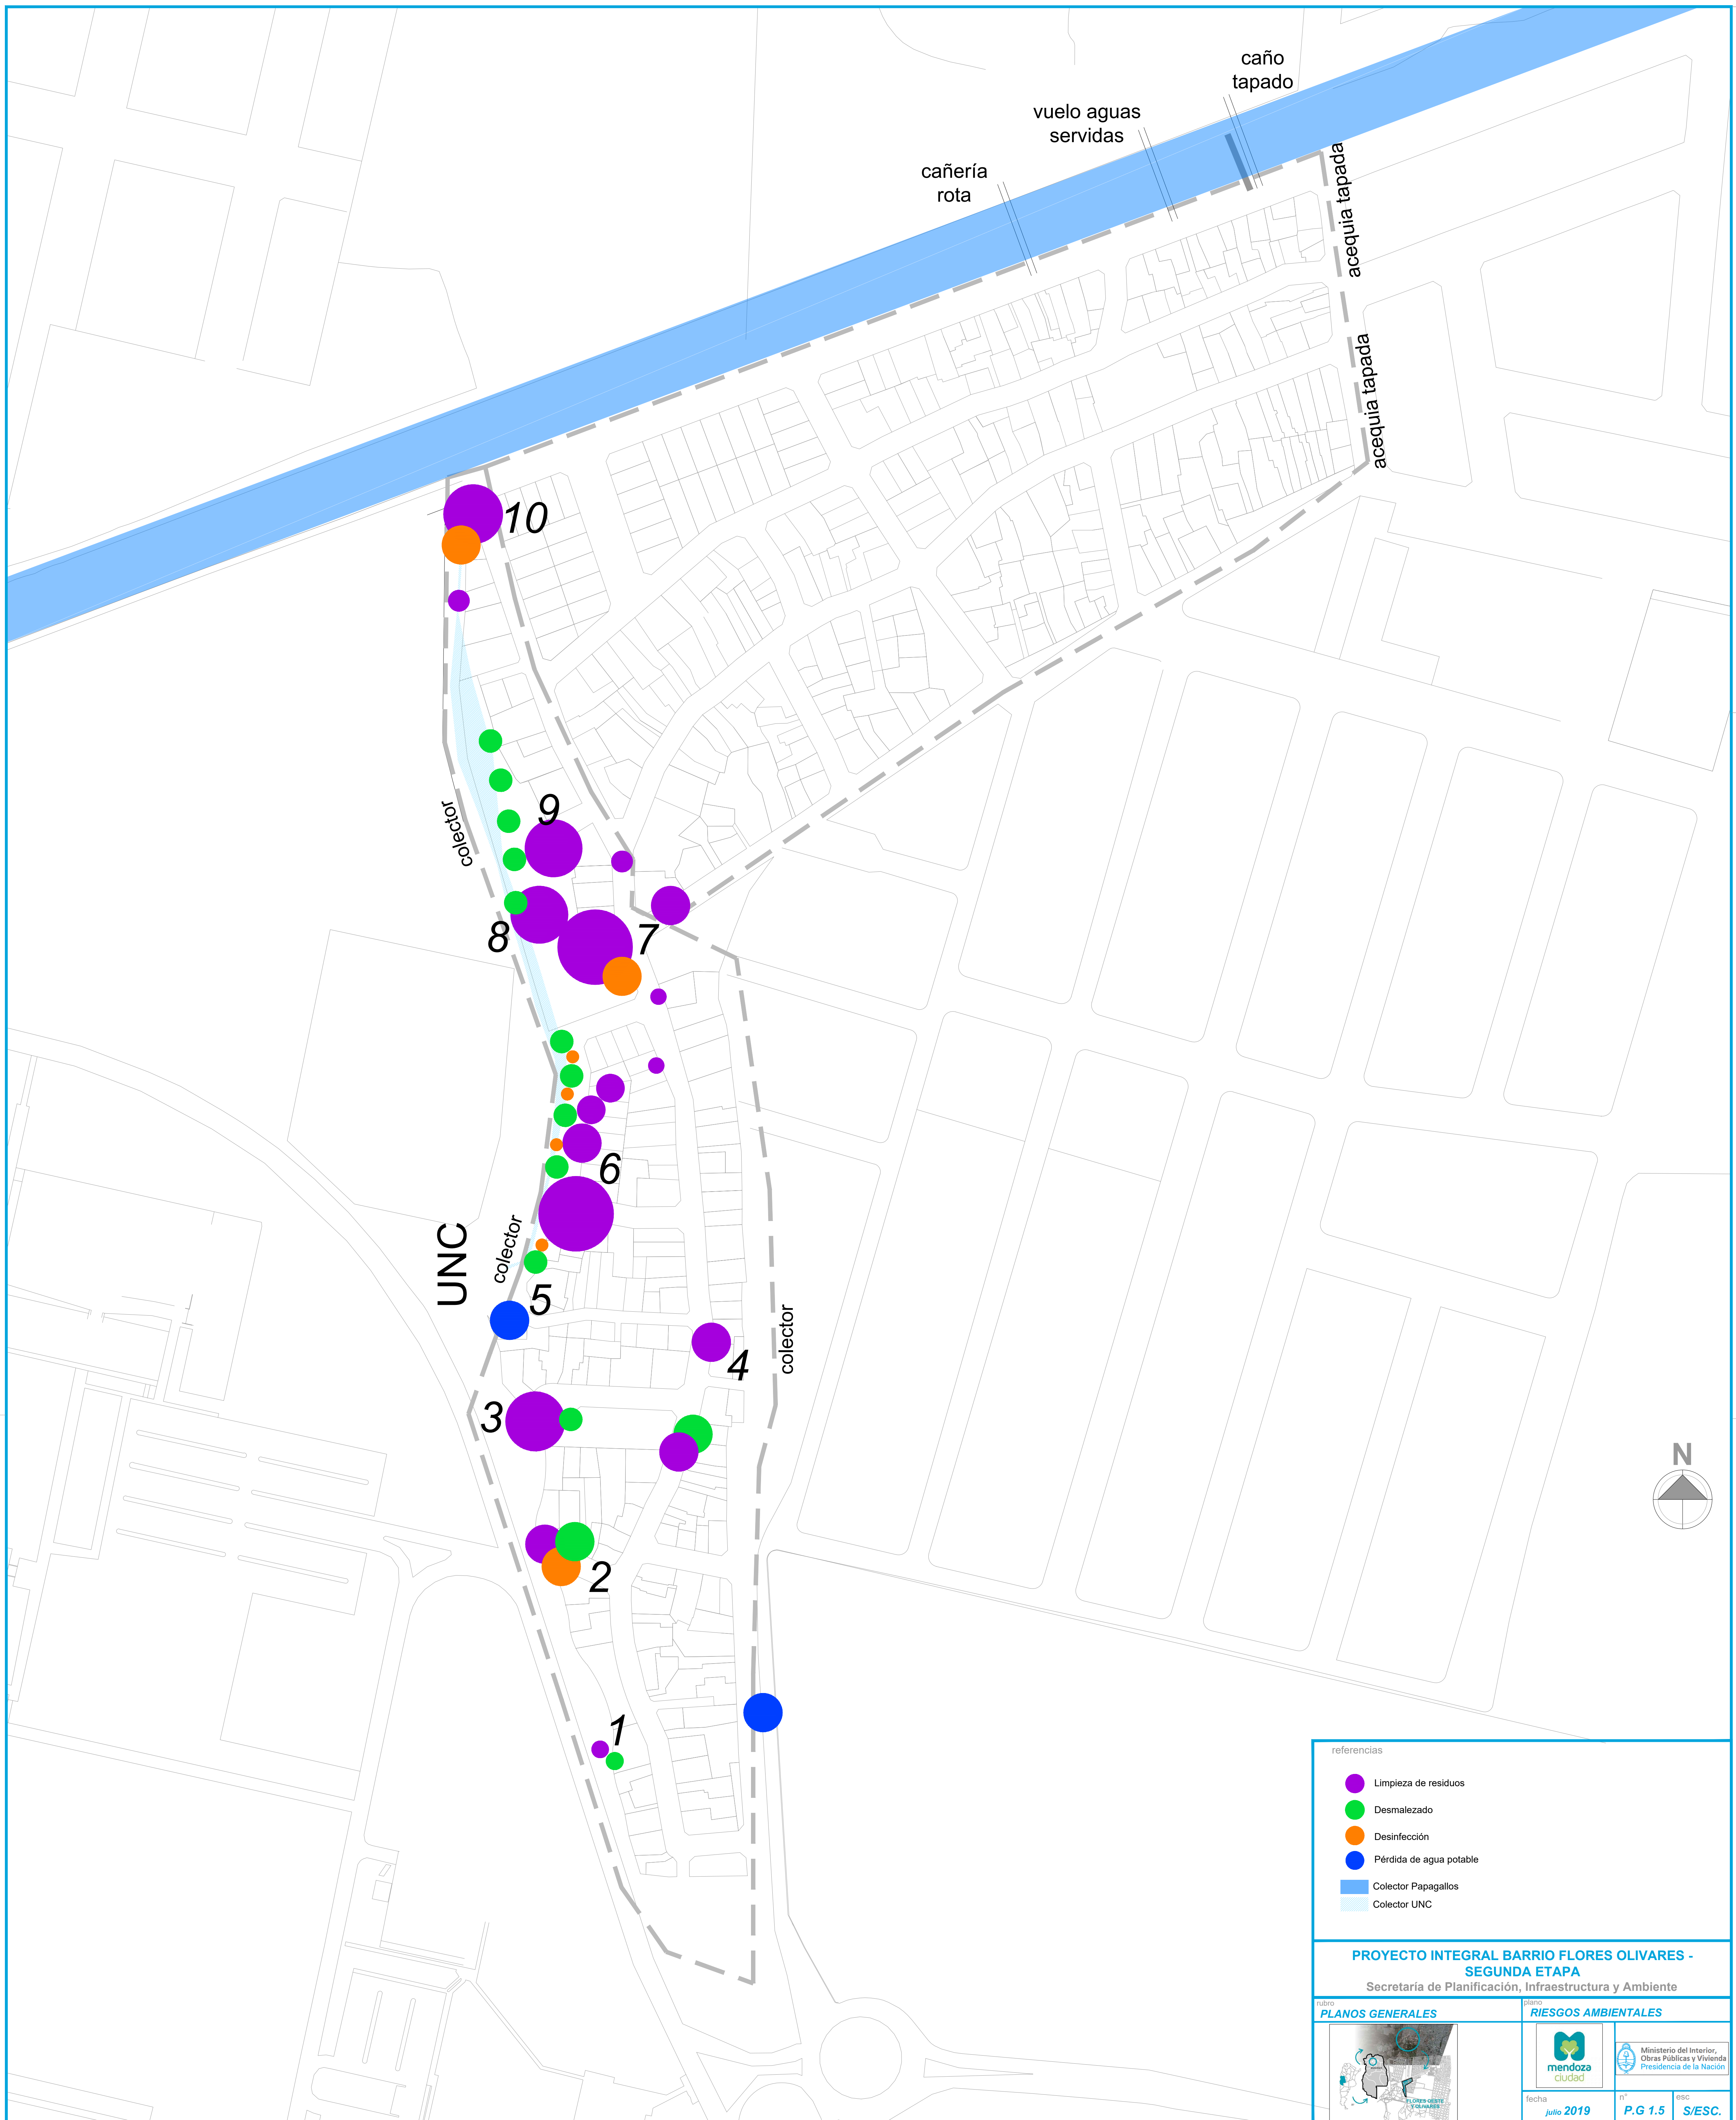 caño
tapado
vuelo aguas
servidas
cañería
rota
acequia tapada
acequia tapada
10
9
colector
8
7
6
UNC
colector
5
colector
4
3
2
1
N
referencias
Limpieza de residuos
Desmalezado
Desinfección
Pérdida de agua potable
Colector Papagallos
Colector UNC
PROYECTO INTEGRAL BARRIO FLORES OLIVARES -
SEGUNDA ETAPA
Secretaría de Planificación, Infraestructura y Ambiente
rubro
PLANOS GENERALES
plano
RIESGOS AMBIENTALES
FLORES OESTE
Y OLIVARES
mendoza
ciudad
Ministerio del Interior,
Obras Públicas y Vivienda
Presidencia de la Nación
fecha
julio 2019
n°
P.G 1.5
esc
S/ESC.